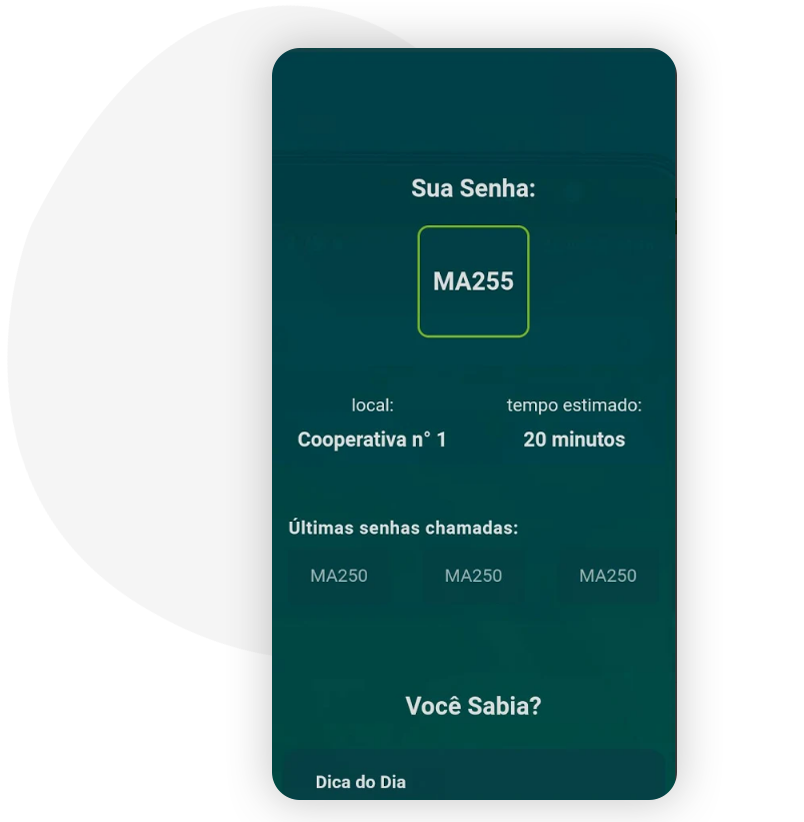 Sua Senha:
MA255
local: tempo estimado:
Cooperativa n° 1 20 minutos
Últimas senhas chamadas:
MA250 MA250 MA250
Você Sabia?
Dica do Dia